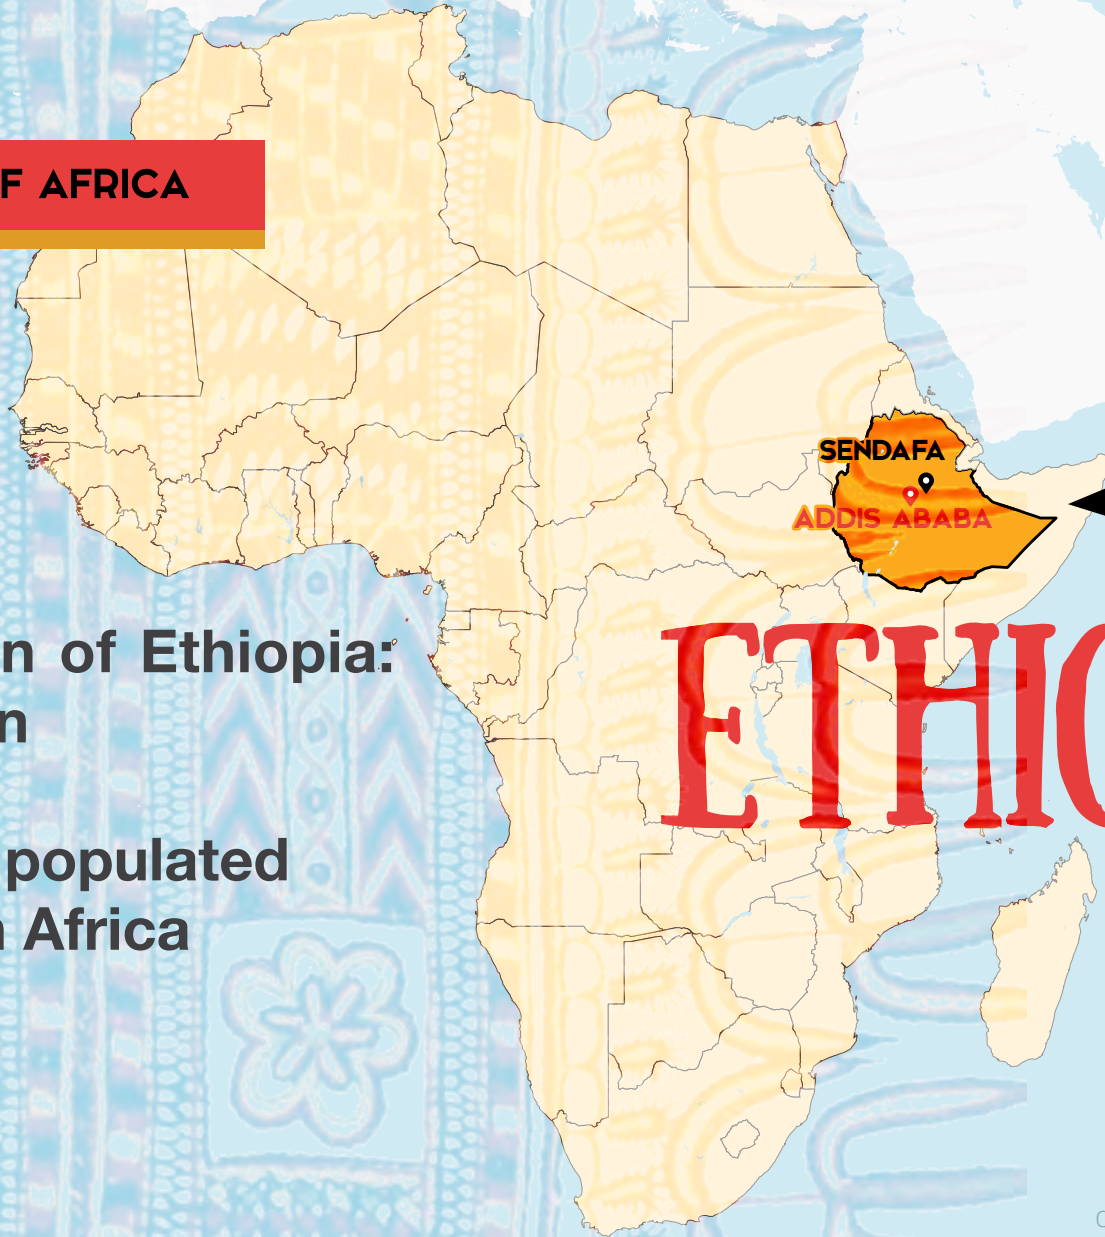 F AFRICA
SENDAFA
ADDIS ABABA
n of Ethiopia:
n
ETHIO
populated
n Africa